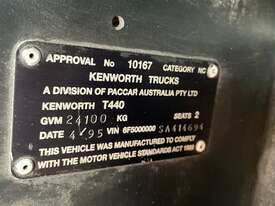 APPROVAL No 10167 CATEGORY NC
KENWORTH TRUCKS
A DIVISION OF PACCAR AUSTRALIA PTY LTD
KENWORTH T440
GVM 24100 KG SEATS 2
DATE 4/95 VIN 6F5000000 SA414694
THIS VEHICLE WAS MANUFACTURED TO COMPLY
WITH THE MOTOR VEHICLE STANDARDS ACT 1989